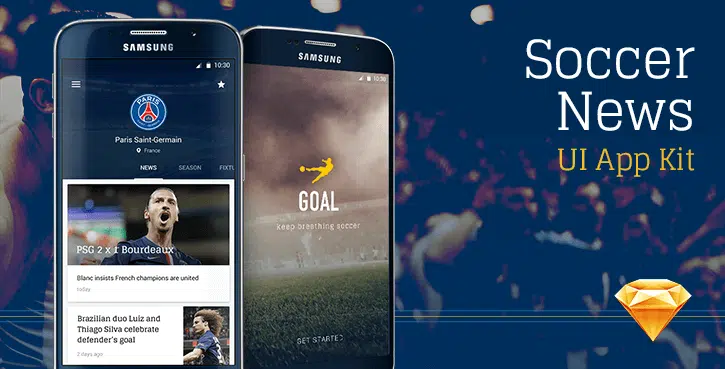 SAMSUNG
10:30
PARIS
Paris Saint-Germain
France
NEWS SEASON FIXTU
PSG 2 x 1 Bourdeaux
Blanc insists French champions are united
today
Brazilian duo Luiz and
Thiago Silva celebrate
defender's goal
2 days ago
SAMSUNG
10:30
GOAL
keep breathing soccer
GET STARTED
Soccer
News
UI App Kit